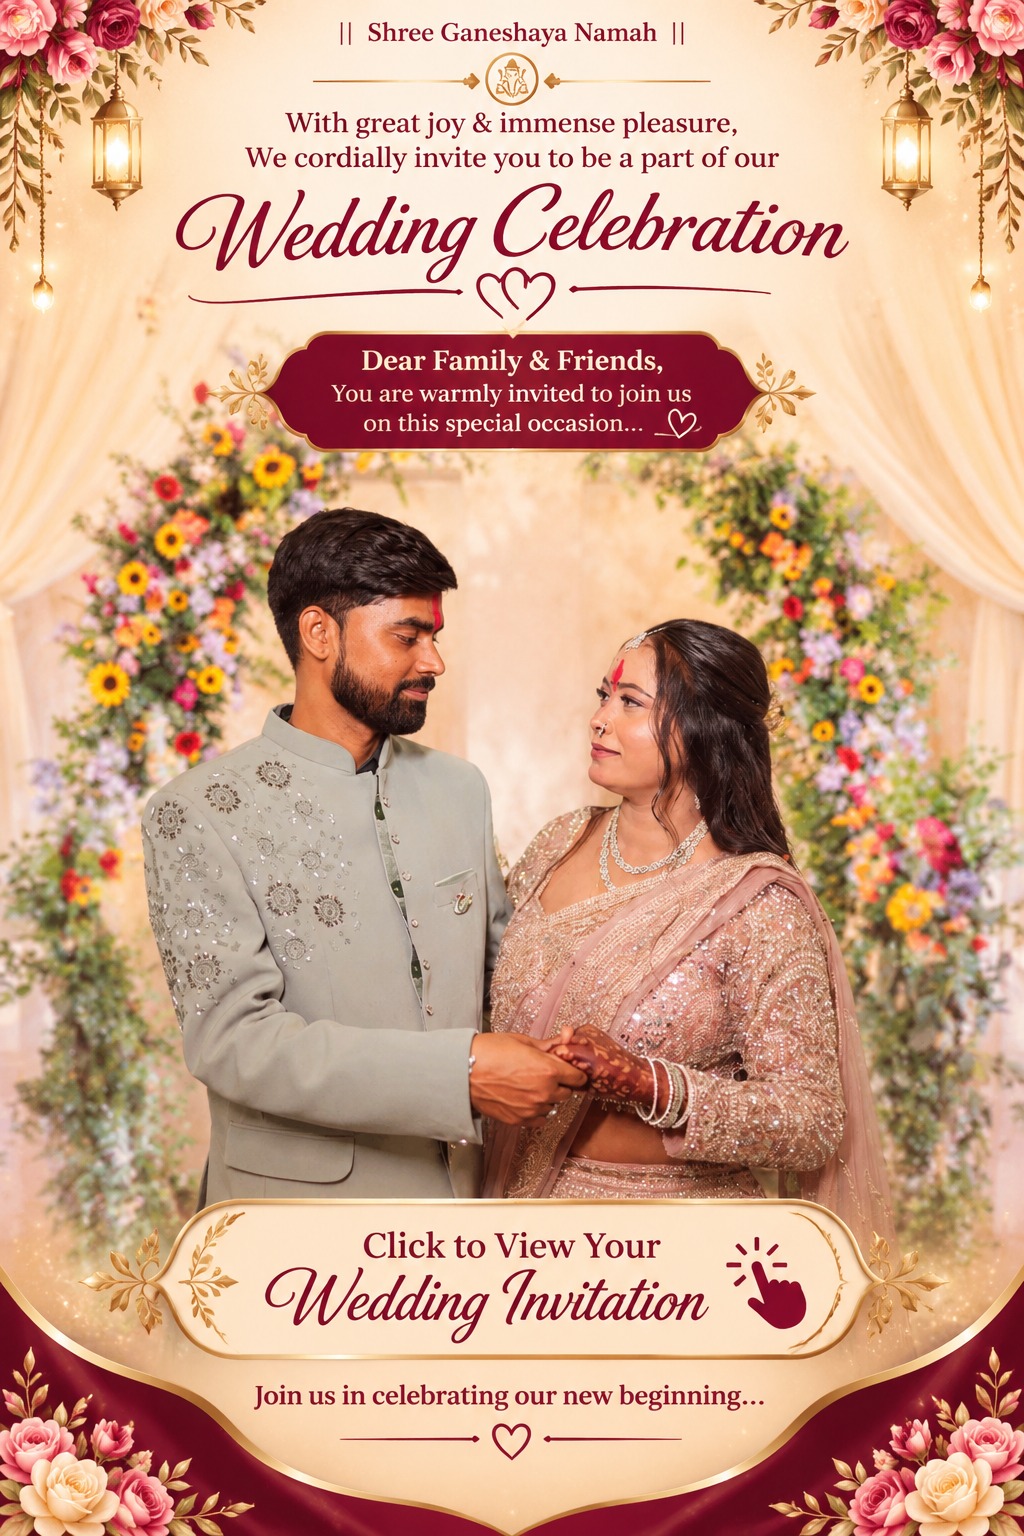 || Shree Ganeshaya Namah ||
With great joy & immense pleasure,
We cordially invite you to be a part of our
Wedding Celebration
Dear Family & Friends,
You are warmly invited to join us
on this special occasion...
Click to View Your
Wedding Invitation
Join us in celebrating our new beginning...